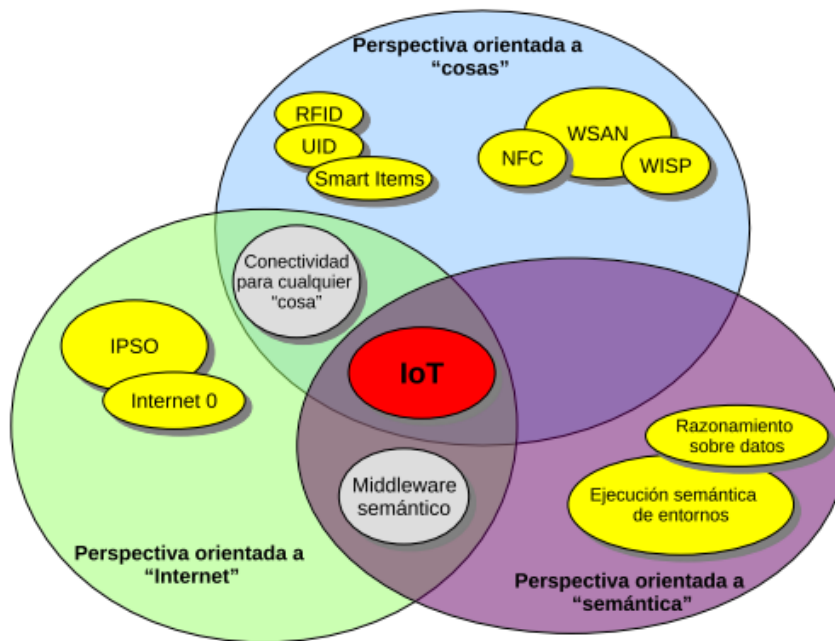 Perspectiva orientada a
“cosas”
RFID
UID
Smart Items
WSAN
NFC
WISP
Conectividad
para cualquier
“cosa”
IPSO
Internet 0
IoT
Middleware
semántico
Razonamiento
sobre datos
Ejecución semántica
de entornos
Perspectiva orientada a
“Internet”
Perspectiva orientada a
“semántica”